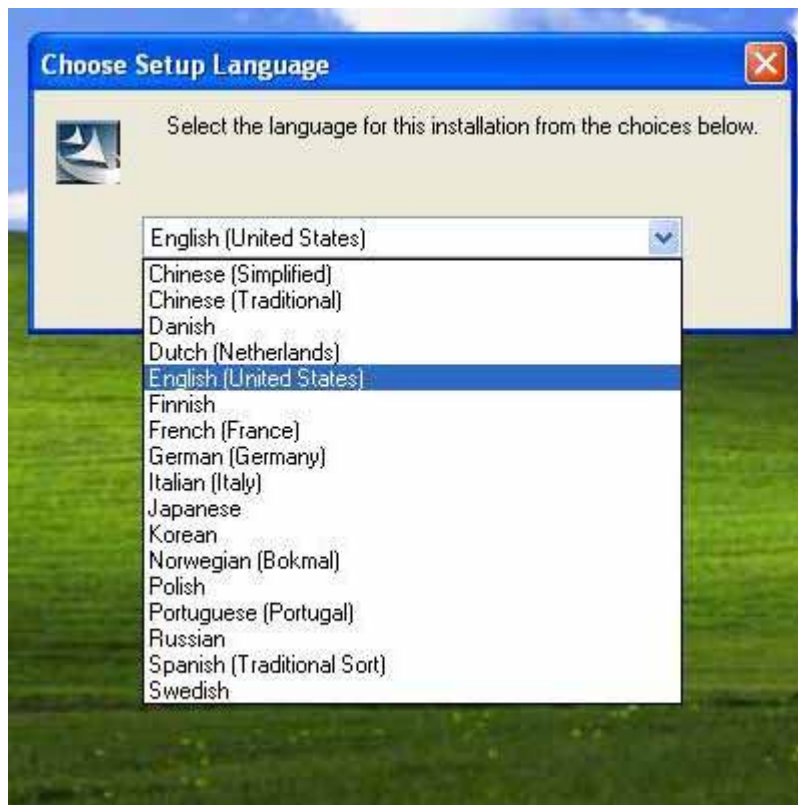 Choose Setup Language
Select the language for this installation from the choices below.
English (United States)
Chinese (Simplified)
Chinese (Traditional)
Danish
Dutch (Netherlands)
English (United States)
Finnish
French (France)
German (Germany)
Italian (Italy)
Japanese
Korean
Norwegian (Bokmal)
Polish
Portuguese (Portugal)
Russian
Spanish (Traditional Sort)
Swedish